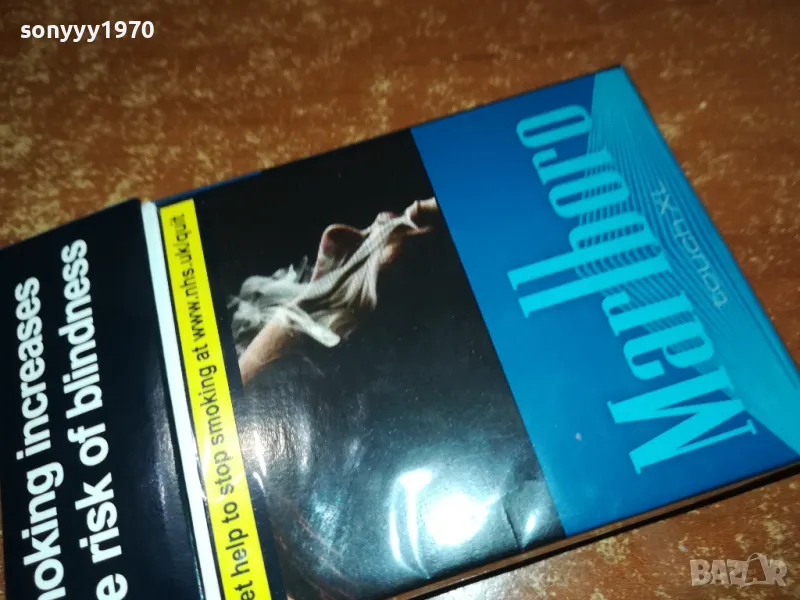 sonyyy1970
moking increases
e risk of blindness
et help to stop smoking at www.nhs.uk/quit
Marlboro
touch XL
BAZAR